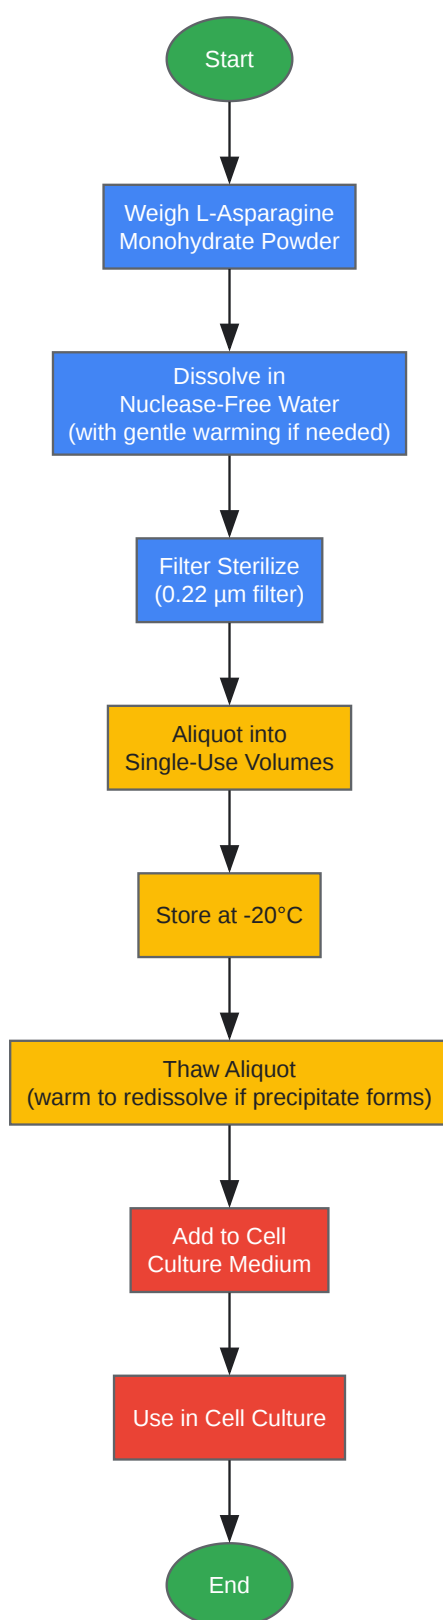 Start
Weigh L-Asparagine
Monohydrate Powder
Dissolve in
Nuclease-Free Water
(with gentle warming if needed)
Filter Sterilize
(0.22 µm filter)
Aliquot into
Single-Use Volumes
Store at -20°C
Thaw Aliquot
(warm to redissolve if precipitate forms)
Add to Cell
Culture Medium
Use in Cell Culture
End